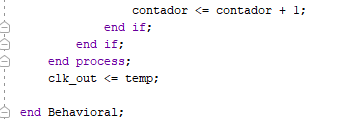 contador <= contador + 1;
end if;
end if;
end process;
clk_out <= temp;
end Behavioral;